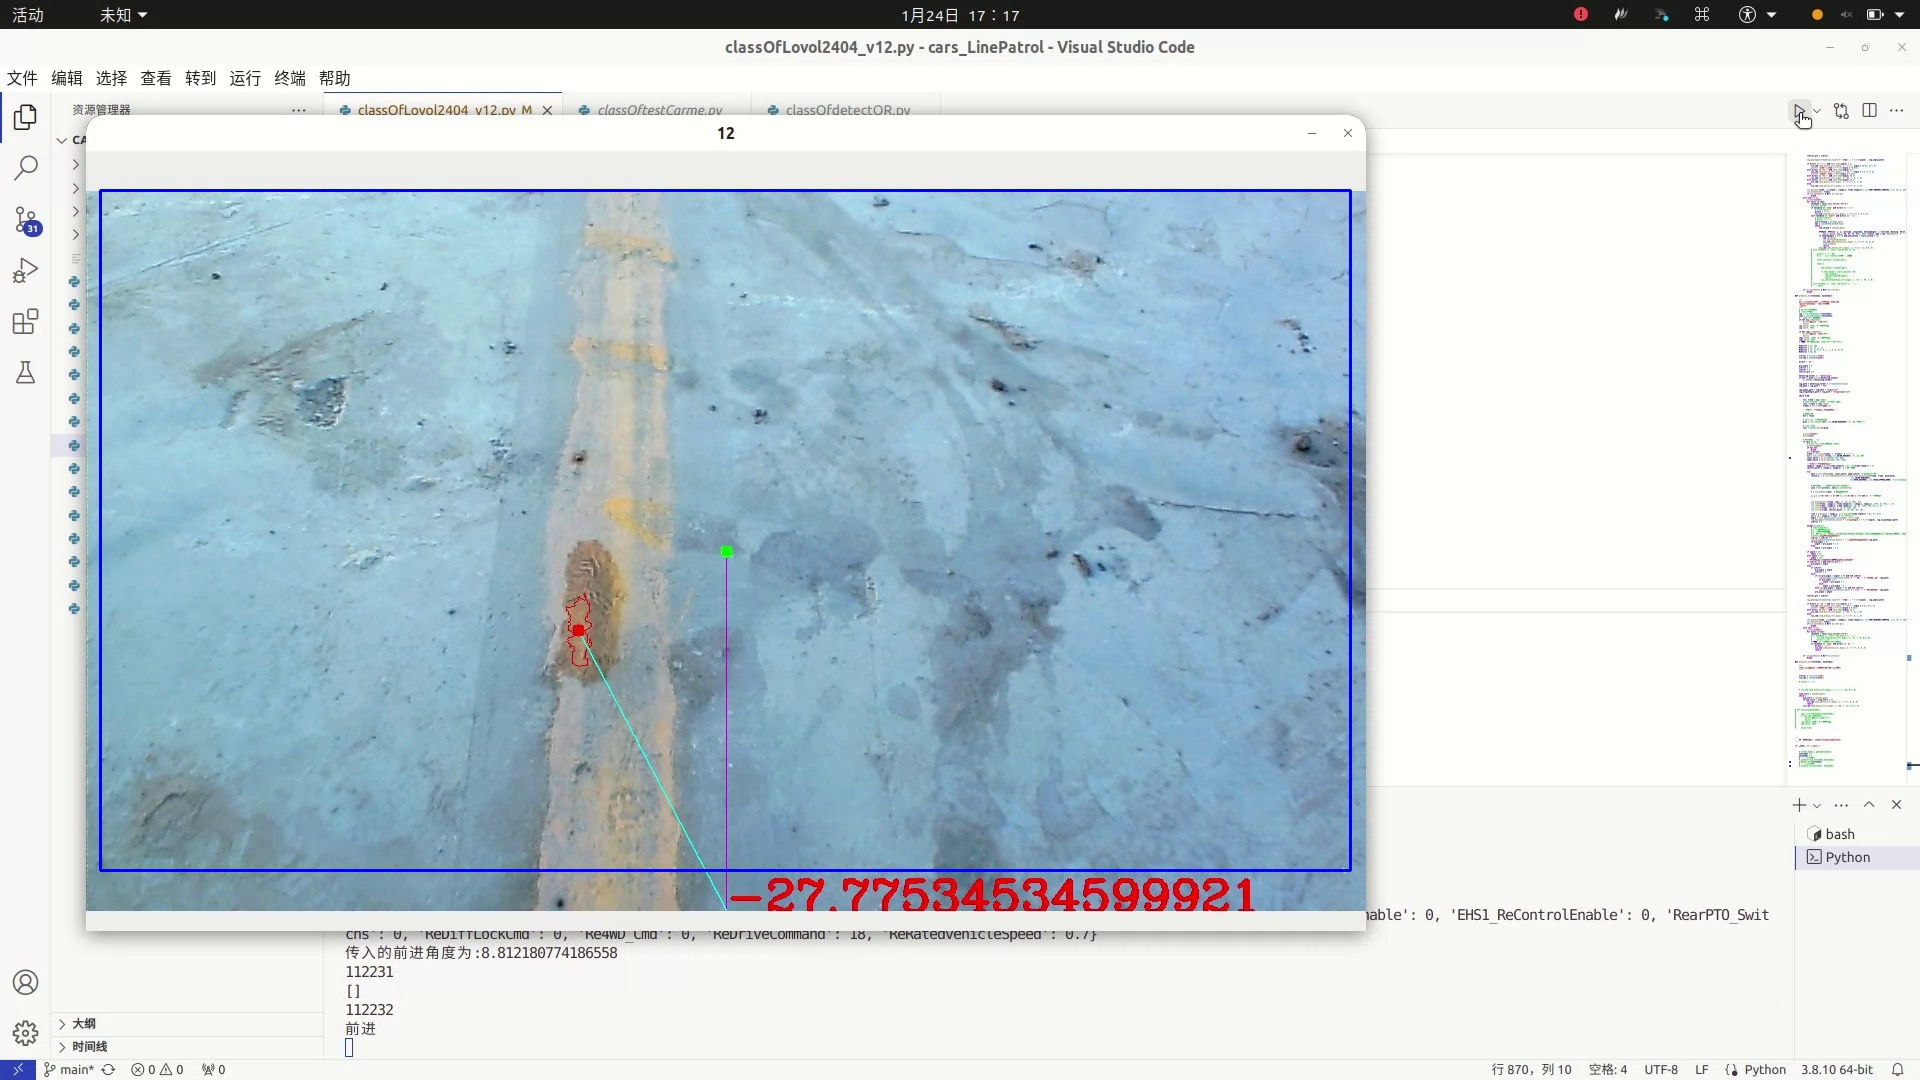 活动
未知
1月24日 17：17
classOfLovol2404_v12.py - cars_LinePatrol - Visual Studio Code
文件 编辑 选择 查看 转到 运行 终端 帮助
资源管理器
classOfLovol2404_v12.py M
classOftestCarme.py
classOfdetectQR.py
CA
12
31
-27.77534534599921
bash
Python
nable': 0, 'EHS1_ReControlEnable': 0, 'RearPTO_Swit
chs': 0, 'ReDiffLockCmd': 0, 'Re4WD_Cmd': 0, 'ReDriveCommand': 18, 'ReRatedVehicleSpeed': 0.7}
传入的前进角度为:8.812180774186558
112231
[]
112232
前进
大纲
时间线
main* 0 0 0 行 870，列 10 空格: 4 UTF-8 LF Python 3.8.10 64-bit